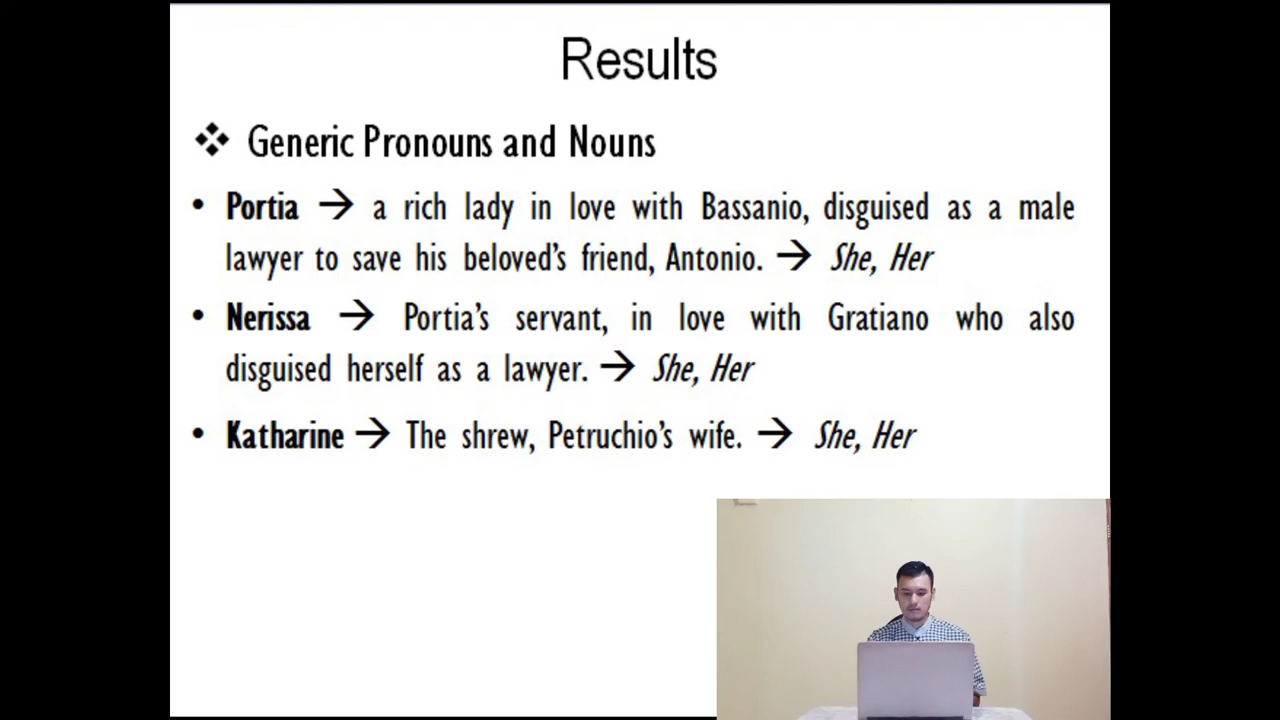 Results
❖ Generic Pronouns and Nouns
• Portia → a rich lady in love with Bassanio, disguised as a male
lawyer to save his beloved's friend, Antonio. → She, Her
• Nerissa → Portia's servant, in love with Gratiano who also
disguised herself as a lawyer. → She, Her
• Katharine → The shrew, Petruchio's wife. → She, Her